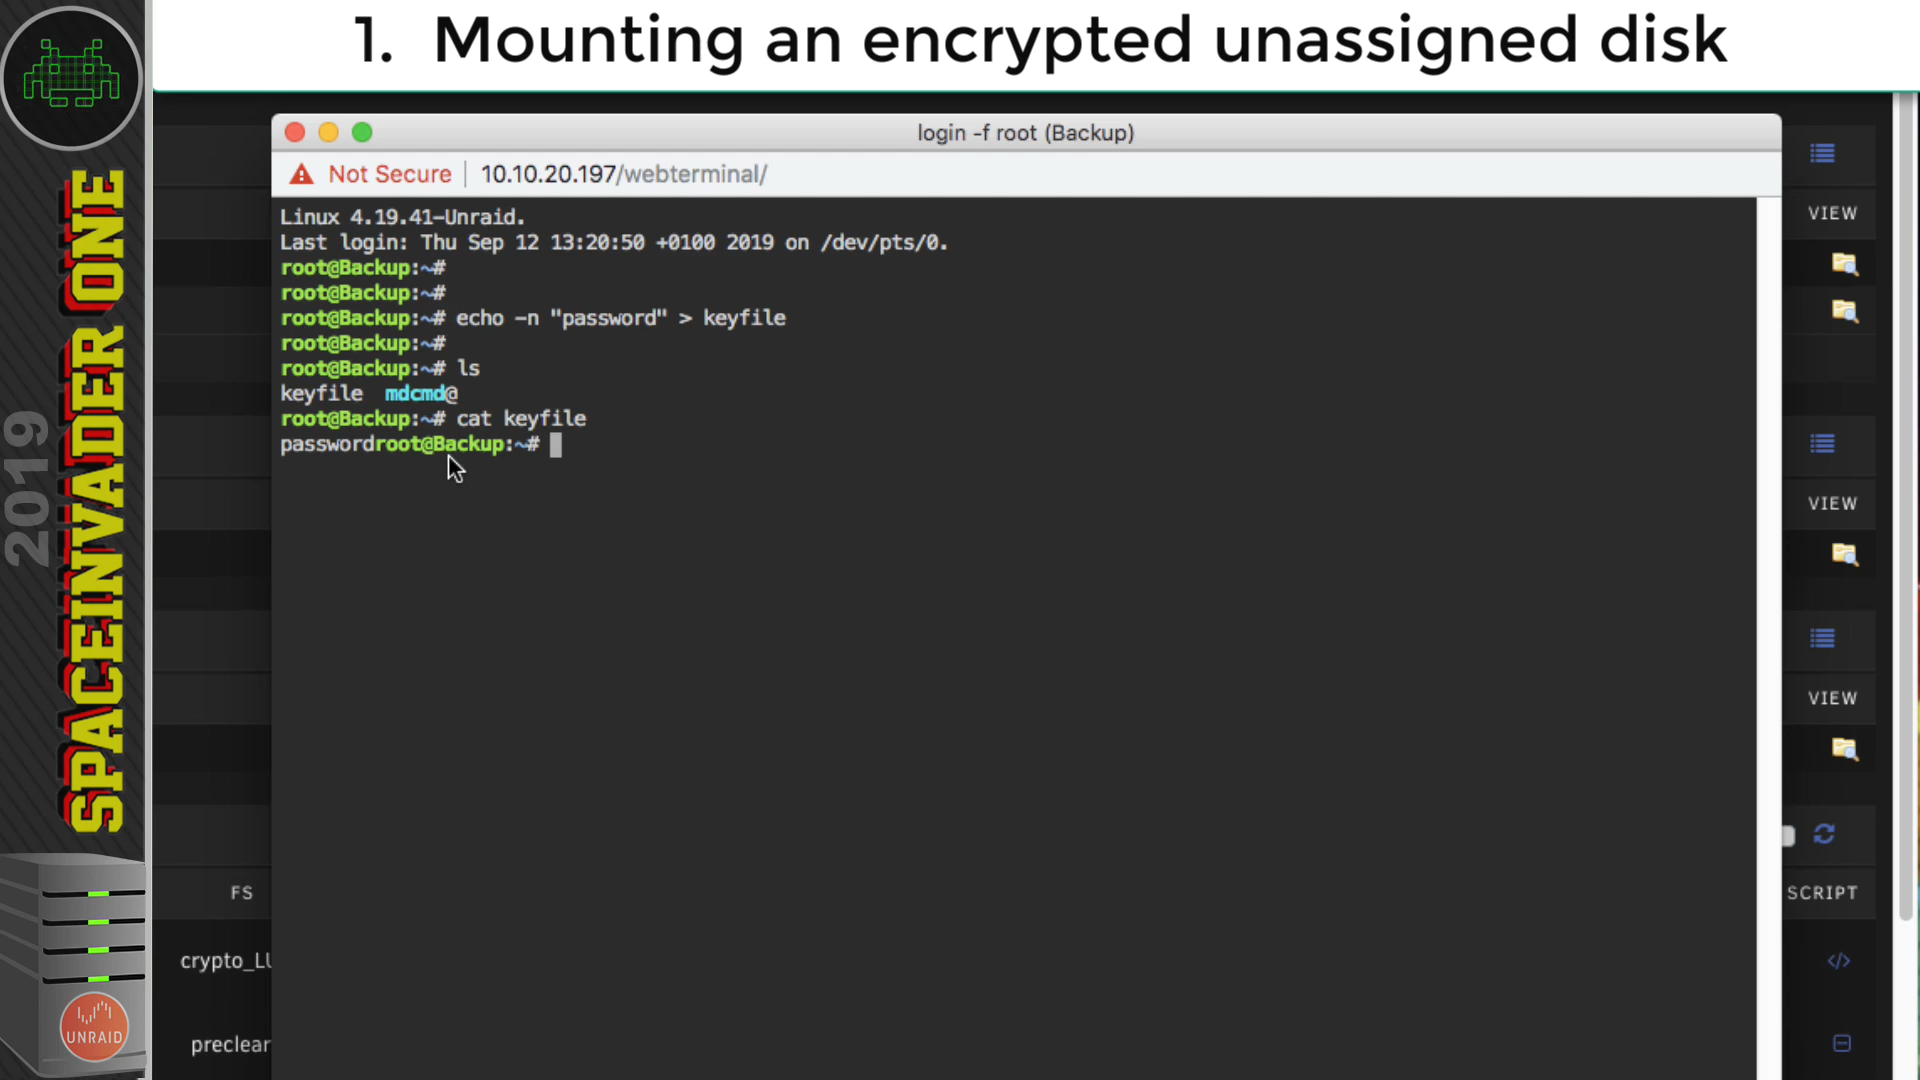 1. Mounting an encrypted unassigned disk
login -f root (Backup)
Not Secure | 10.10.20.197/webterminal/
Linux 4.19.41-Unraid.
Last login: Thu Sep 12 13:20:50 +0100 2019 on /dev/pts/0.
root@Backup:~#
root@Backup:~#
root@Backup:~# echo -n "password" > keyfile
root@Backup:~#
root@Backup:~# ls
keyfile  mdcmd@
root@Backup:~# cat keyfile
passwordroot@Backup:~#
VIEW
VIEW
VIEW
FS
SCRIPT
crypto_LU
</>
preclear
2019
SPACEINVADER ONE
UNRAID